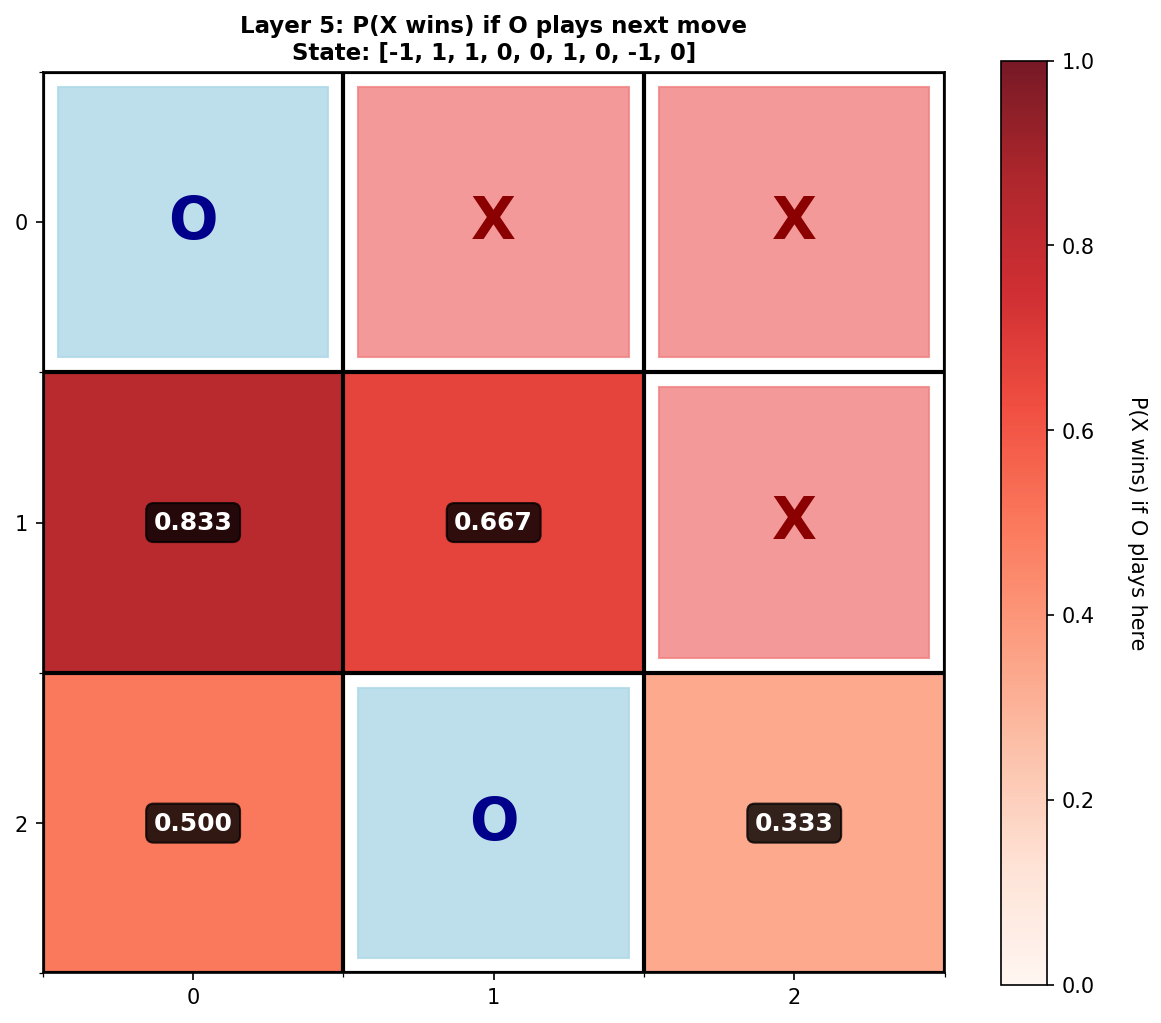 Layer 5: P(X wins) if O plays next move
State: [-1, 1, 1, 0, 0, 1, 0, -1, 0]
0
O
X
X
1
0.833
0.667
X
2
0.500
O
0.333
0
1
2
1.0
0.8
0.6
0.4
0.2
0.0
P(X wins) if O plays here